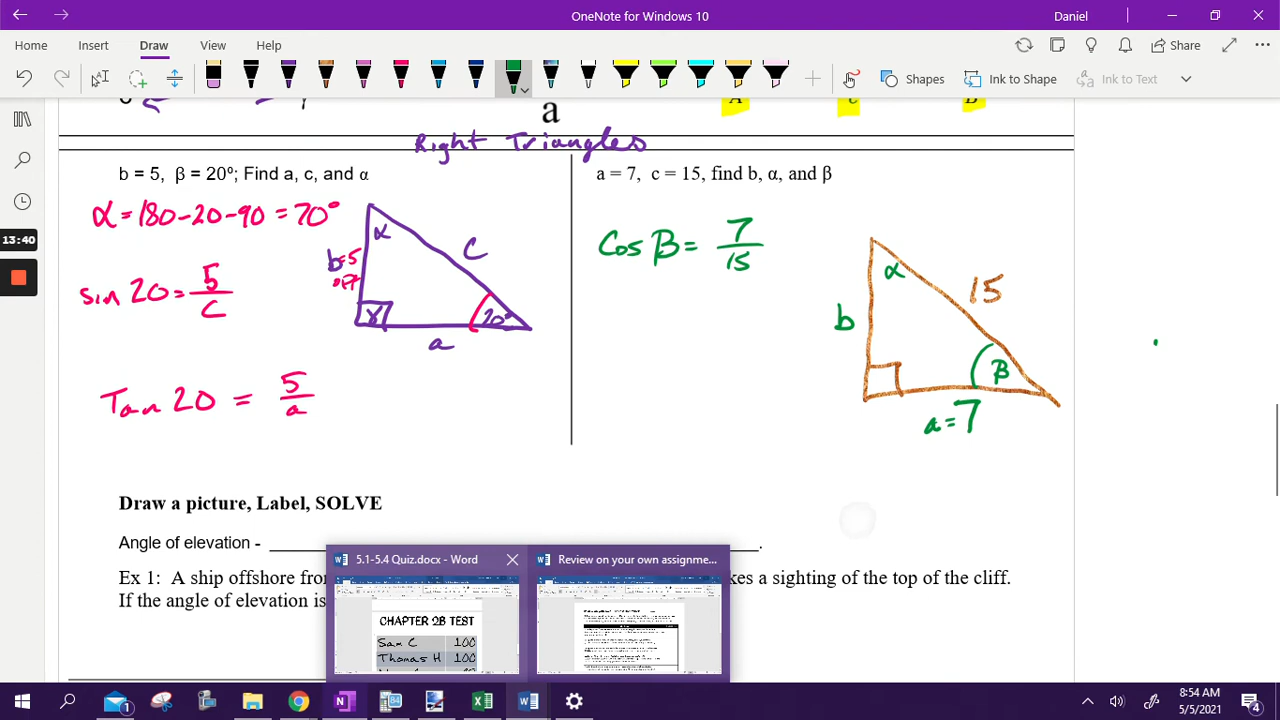 OneNote for Windows 10
Daniel
Home
Insert
Draw
View
Help
Share
Shapes
Ink to Shape
Ink to Text
a
A
c
B
Right Triangles
b = 5, β = 20º; Find a, c, and α
α = 180-20-90 = 70°
b=5
α
C
20°
a
sin 20 = 5/C
Tan 20 = 5/a
a = 7, c = 15, find b, α, and β
Cos β = 7/15
α
15
b
β
a = 7
13:40
Draw a picture, Label, SOLVE
Angle of elevation - .
Ex 1: A ship offshore from kes a sighting of the top of the cliff.
If the angle of elevation is
5.1-5.4 Quiz.docx - Word
Review on your own assignme...
CHAPTER 2B TEST
Sam C 100
Thomas H 100
8:54 AM
5/5/2021
1
4